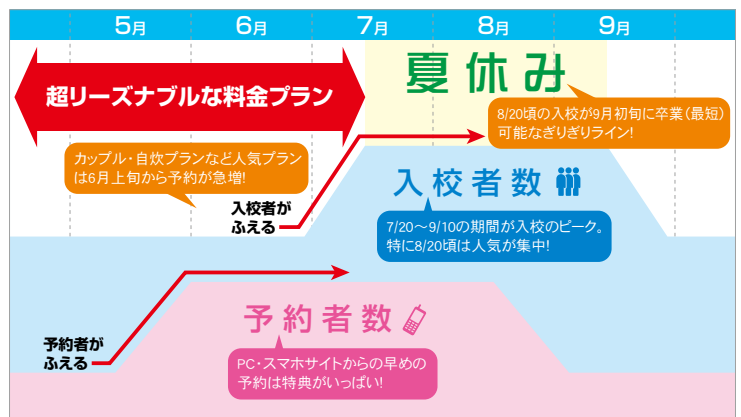 5月 6月 7月 8月 9月
超リーズナブルな料金プラン
夏休み
8/20頃の入校が9月初旬に卒業(最短)
可能なぎりぎりライン!
カップル・自炊プランなど人気プラン
は6月上旬から予約が急増!
入校者が
ふえる
入校者数
7/20〜9/10の期間が入校のピーク。
特に8/20頃は人気が集中!
予約者数
予約者が
ふえる
PC・スマホサイトからの早めの
予約は特典がいっぱい!